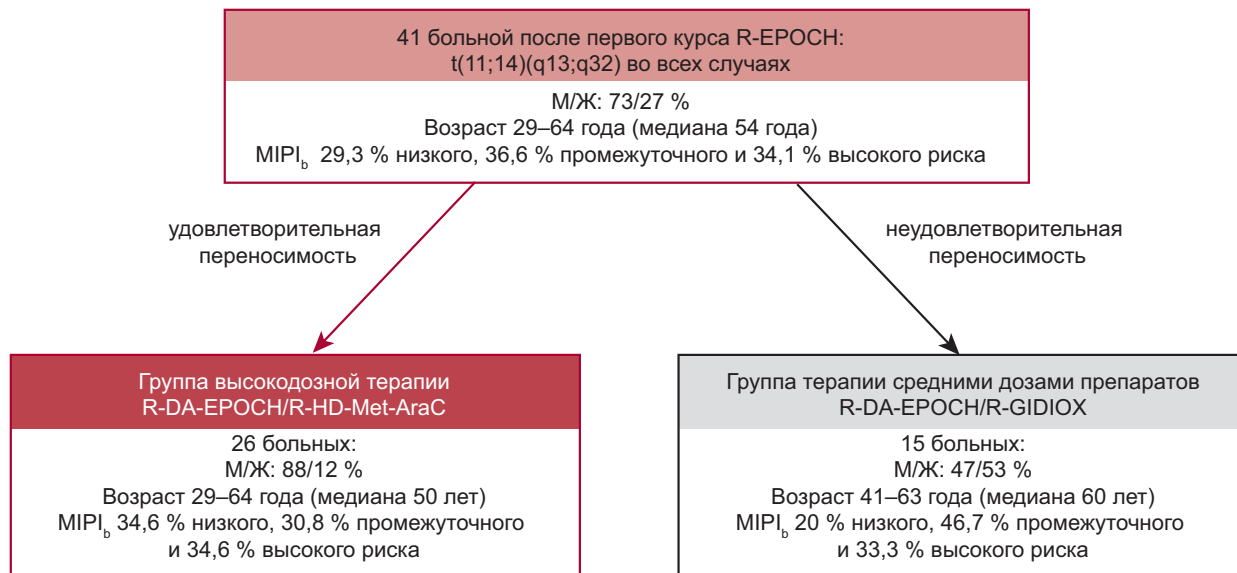 41 больной после первого курса R-EPOCH:
t(11;14)(q13;q32) во всех случаях
М/Ж: 73/27 %
Возраст 29–64 года (медиана 54 года)
MIPI_b 29,3 % низкого, 36,6 % промежуточного и 34,1 % высокого риска
удовлетворительная
переносимость
неудовлетворительная
переносимость
Группа высокодозной терапии
R-DA-EPOCH/R-HD-Met-AraC
26 больных:
М/Ж: 88/12 %
Возраст 29–64 года (медиана 50 лет)
MIPI_b 34,6 % низкого, 30,8 % промежуточного
и 34,6 % высокого риска
Группа терапии средними дозами препаратов
R-DA-EPOCH/R-GIDIOX
15 больных:
М/Ж: 47/53 %
Возраст 41–63 года (медиана 60 лет)
MIPI_b 20 % низкого, 46,7 % промежуточного
и 33,3 % высокого риска